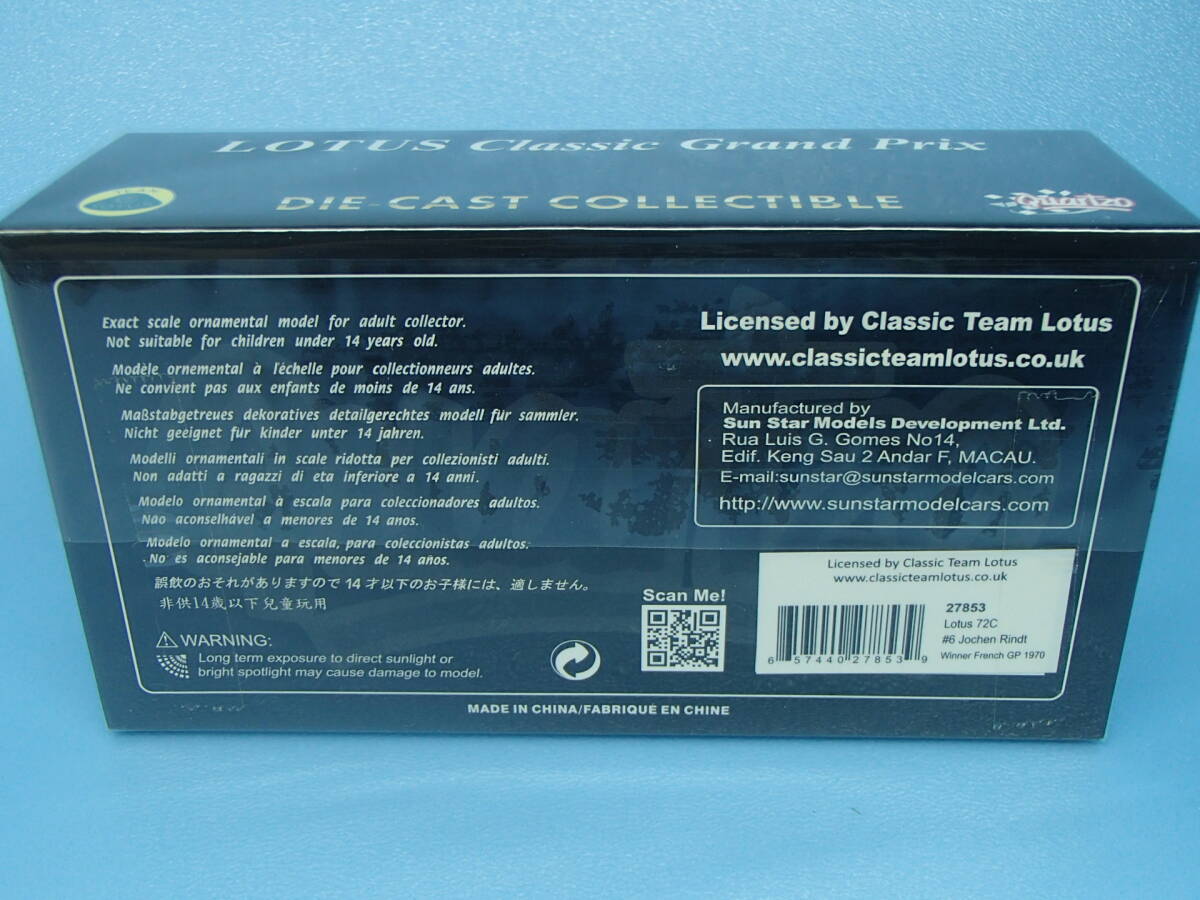 LOTUS Classic Grand Prix
DIE-CAST COLLECTIBLE
Quartzo
Exact scale ornamental model for adult collector.
Not suitable for children under 14 years old.
Modèle ornemental à l'échelle pour collectionneurs adultes.
Ne convient pas aux enfants de moins de 14 ans.
Maßstabgetreues dekoratives detailgerechtes modell für sammler.
Nicht geeignet für kinder unter 14 jahren.
Modelli ornamentali in scale ridotta per collezionisti adulti.
Non adatti a ragazzi di eta inferiore a 14 anni.
Modelo ornamental à escala para coleccionadores adultos.
Nào aconselhável a menores de 14 anos.
Modelo ornamental a escala, para coleccionistas adultos.
No es aconsejable para menores de 14 años.
誤飲のおそれがありますので 14 才以下のお子様には、適しません。
非供14歲以下兒童玩用
WARNING:
Long term exposure to direct sunlight or
bright spotlight may cause damage to model.
Licensed by Classic Team Lotus
www.classicteamlotus.co.uk
Manufactured by
Sun Star Models Development Ltd.
Rua Luis G. Gomes No14,
Edif. Keng Sau 2 Andar F, MACAU.
E-mail:sunstar@sunstarmodelcars.com
http://www.sunstarmodelcars.com
Scan Me!
Licensed by Classic Team Lotus
www.classicteamlotus.co.uk
27853
Lotus 72C
#6 Jochen Rindt
Winner French GP 1970
6 57440 27853 9
MADE IN CHINA/FABRIQUÉ EN CHINE